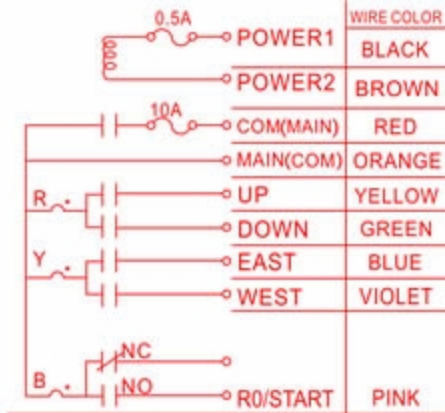 0.5A WIRE COLOR
POWER1 BLACK
POWER2 BROWN
10A COM(MAIN) RED
MAIN(COM) ORANGE
R UP YELLOW
DOWN GREEN
Y EAST BLUE
WEST VIOLET
NC
B NO R0/START PINK